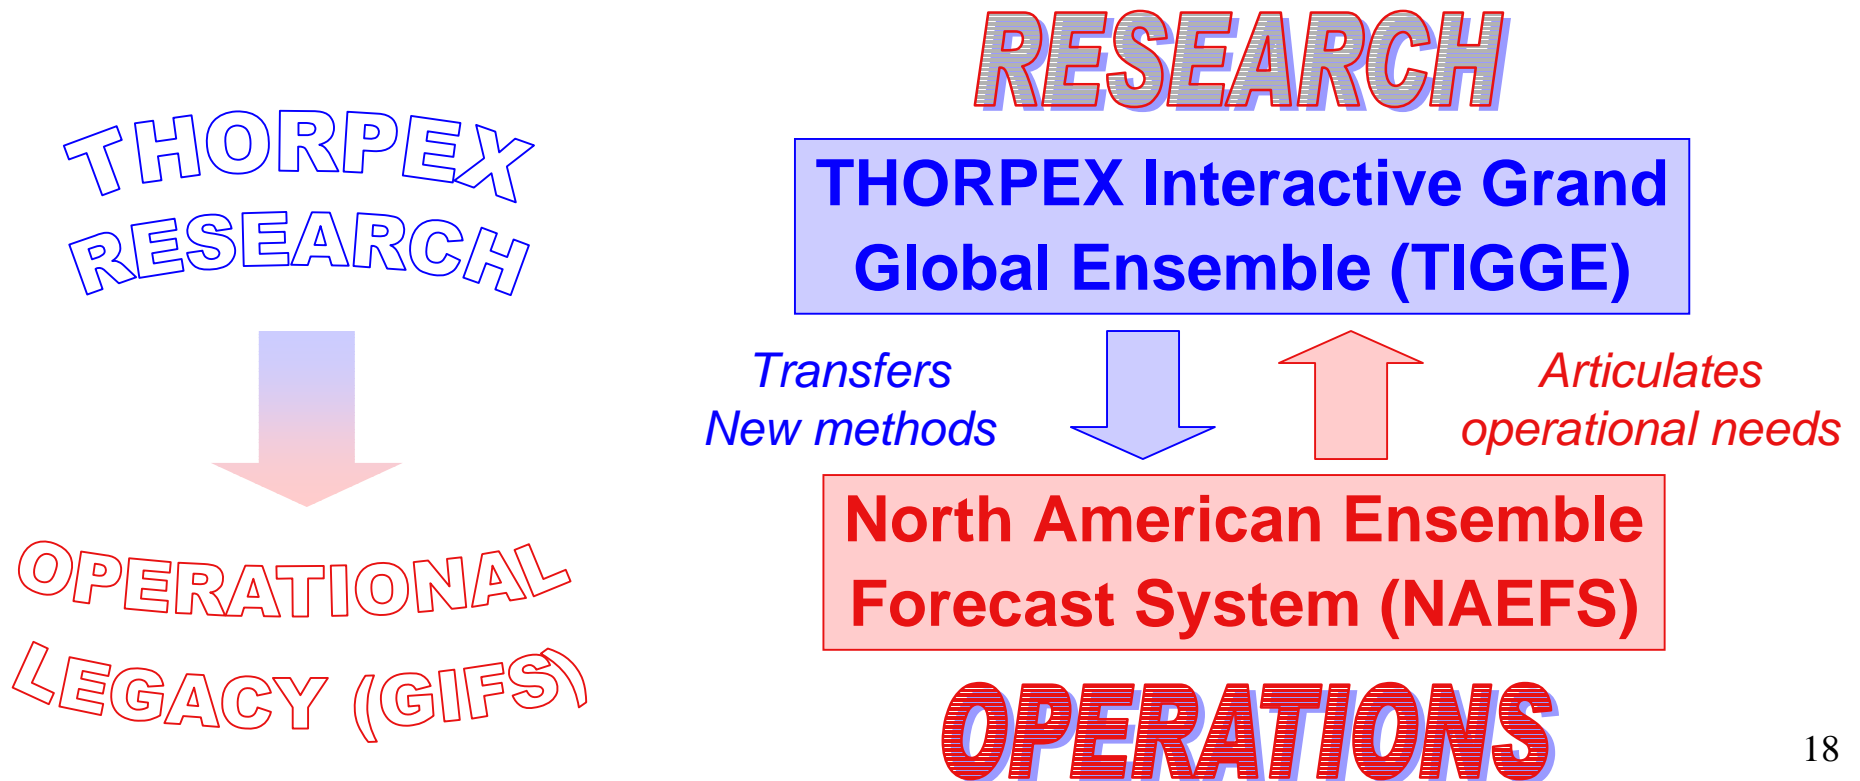 THORPEX
RESEARCH
OPERATIONAL
LEGACY (GIFS)
RESEARCH
THORPEX Interactive Grand
Global Ensemble (TIGGE)
Transfers
New methods
Articulates
operational needs
North American Ensemble
Forecast System (NAEFS)
OPERATIONS
18